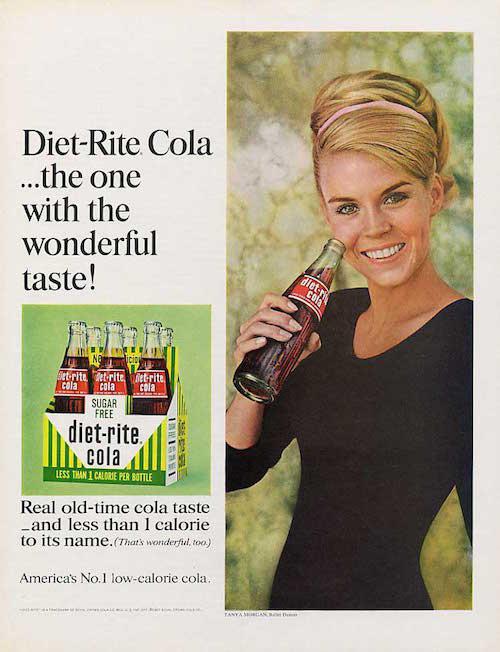 Diet-Rite Cola
...the one
with the
wonderful
taste!
diet-rite
cola
diet-rite
cola
diet-rite
cola
diet-rite
cola
SUGAR
FREE
diet-rite
cola
LESS THAN 1 CALORIE PER BOTTLE
Real old-time cola taste
...and less than 1 calorie
to its name. (That's wonderful, too.)
America's No.1 low-calorie cola.
TANYA MORGAN, Ballet Dancer